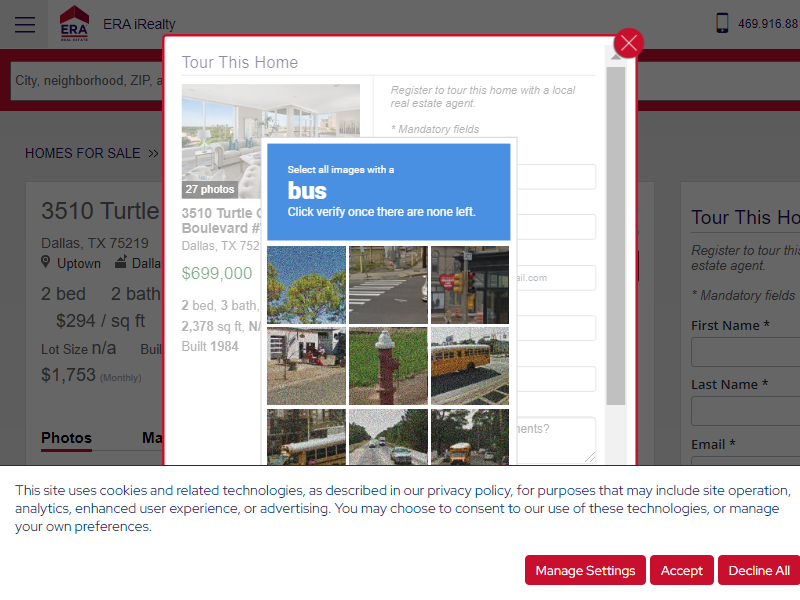 ERA
REAL ESTATE
ERA iRealty
469.916.88
City, neighborhood, ZIP, a
HOMES FOR SALE »
Tour This Home
Register to tour this home with a local
real estate agent.
* Mandatory fields
27 photos
3510 Turtle C
Boulevard #
Dallas, TX 752
$699,000
2 bed, 3 bath,
2,378 sq ft, N/
Built 1984
ail.com
ments?
Select all images with a
bus
Click verify once there are none left.
3510 Turtle
Dallas, TX 75219
Uptown
Dalla
2 bed
2 bath
$294 / sq ft
Lot Size n/a
Buil
$1,753 (Monthly)
Photos
Ma
Tour This Ho
Register to tour this
estate agent.
* Mandatory fields
First Name *
Last Name *
Email *
This site uses cookies and related technologies, as described in our privacy policy, for purposes that may include site operation,
analytics, enhanced user experience, or advertising. You may choose to consent to our use of these technologies, or manage
your own preferences.
Manage Settings
Accept
Decline All